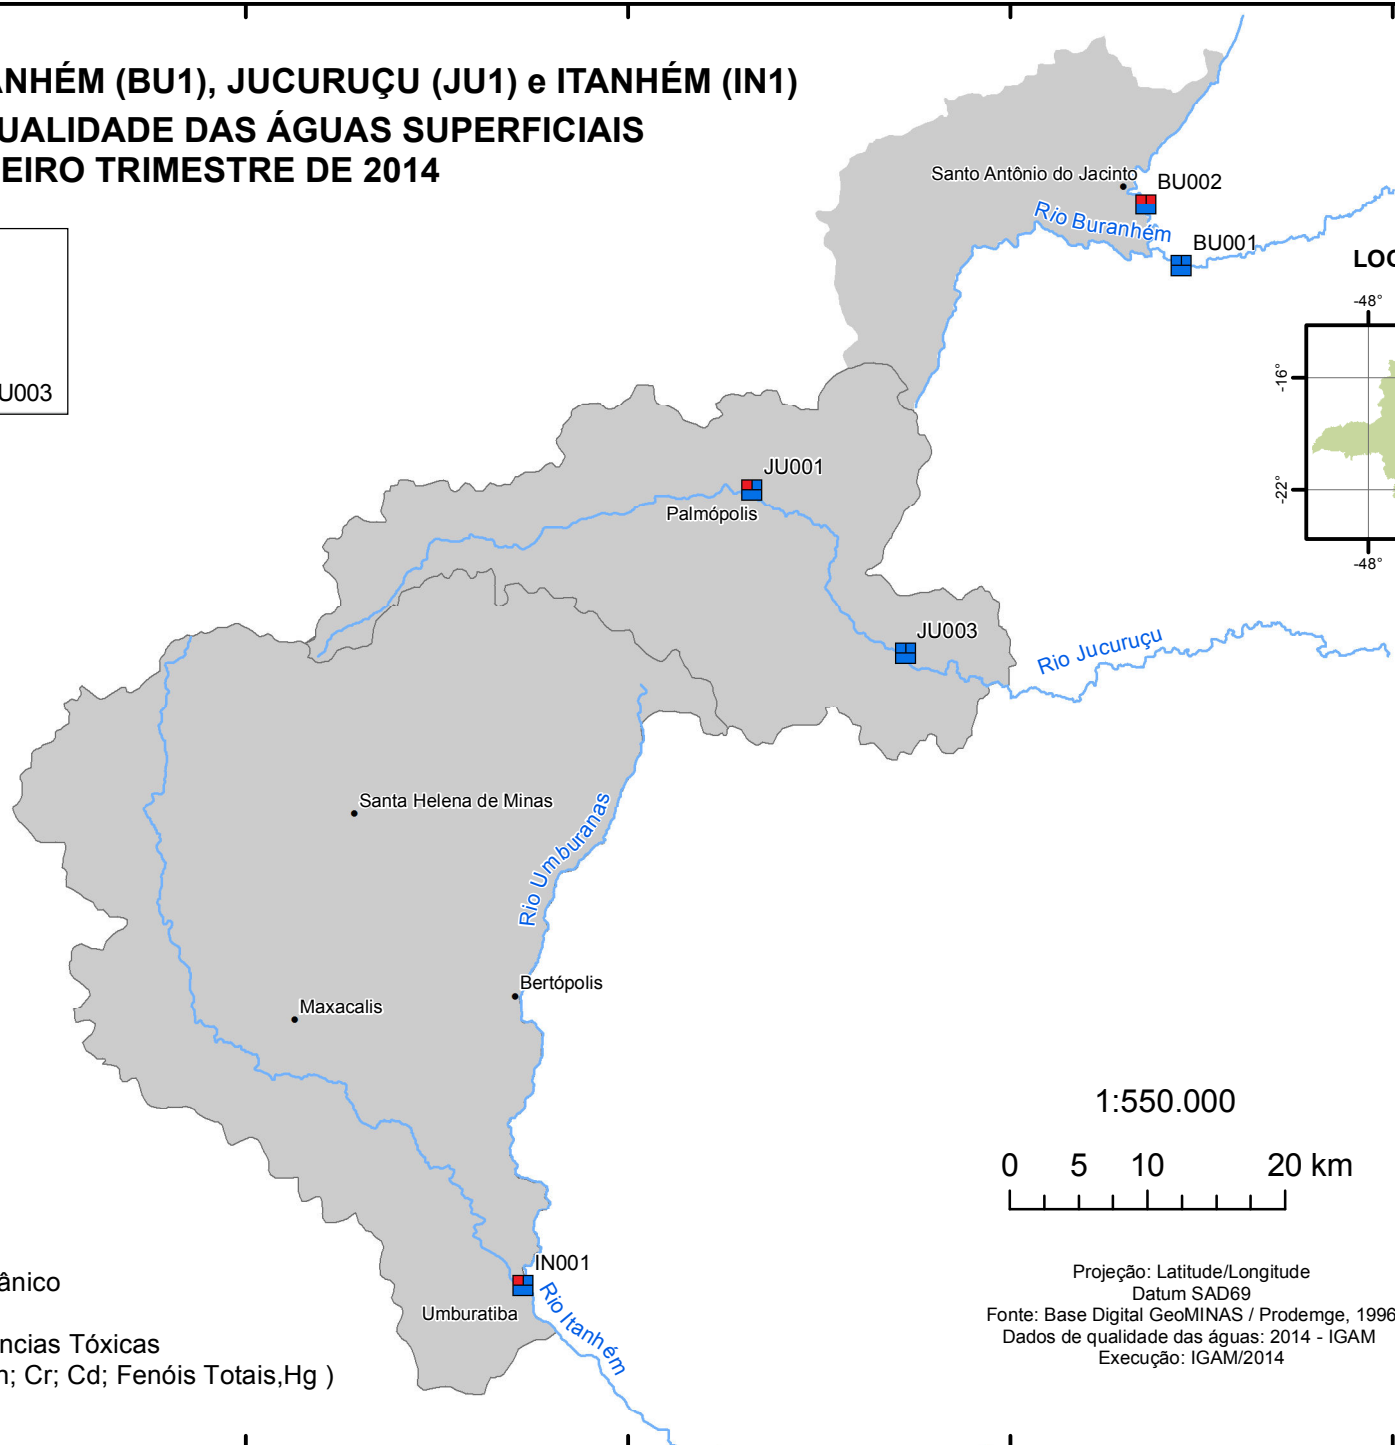 ANHÉM (BU1), JUCURUÇU (JU1) e ITANHÉM (IN1)
UALIDADE DAS ÁGUAS SUPERFICIAIS
EIRO TRIMESTRE DE 2014
Santo Antônio do Jacinto
BU002
Rio Buranhém
BU001
LOC
-48°
-16°
-22°
-48°
U003
JU001
Palmópolis
JU003
Rio Jucuruçu
Santa Helena de Minas
Rio Umburanas
Bertópolis
Maxacalis
1:550.000
0 5 10 20 km
IN001
Umburatiba
Rio Itanhém
ânico
ncias Tóxicas
n; Cr; Cd; Fenóis Totais,Hg )
Projeção: Latitude/Longitude
Datum SAD69
Fonte: Base Digital GeoMINAS / Prodemge, 1996
Dados de qualidade das águas: 2014 - IGAM
Execução: IGAM/2014